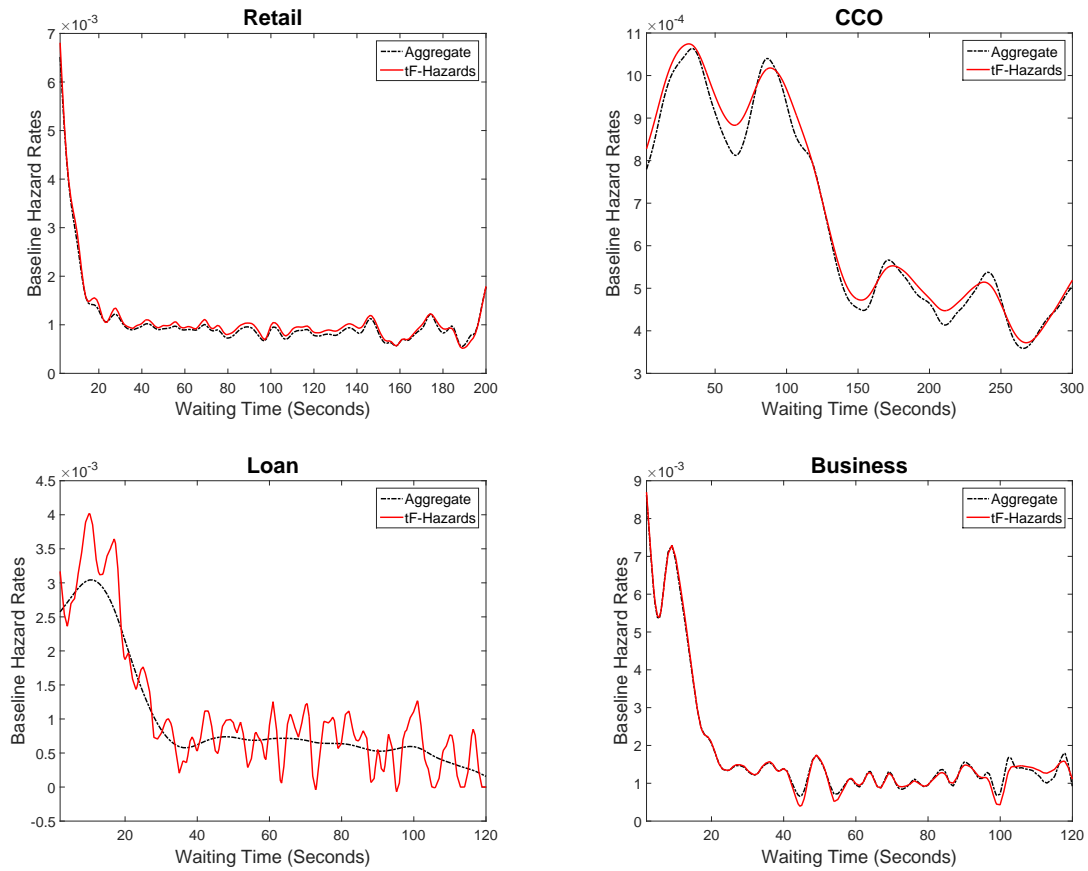 Retail
×10⁻³
7
6
5
4
3
2
1
0
Baseline Hazard Rates
Aggregate
tF-Hazards
20 40 60 80 100 120 140 160 180 200
Waiting Time (Seconds)
CCO
×10⁻⁴
11
10
9
8
7
6
5
4
3
Baseline Hazard Rates
Aggregate
tF-Hazards
50 100 150 200 250 300
Waiting Time (Seconds)
Loan
×10⁻³
4.5
4
3.5
3
2.5
2
1.5
1
0.5
0
-0.5
Baseline Hazard Rates
Aggregate
tF-Hazards
20 40 60 80 100 120
Waiting Time (Seconds)
Business
×10⁻³
9
8
7
6
5
4
3
2
1
0
Baseline Hazard Rates
Aggregate
tF-Hazards
20 40 60 80 100 120
Waiting Time (Seconds)